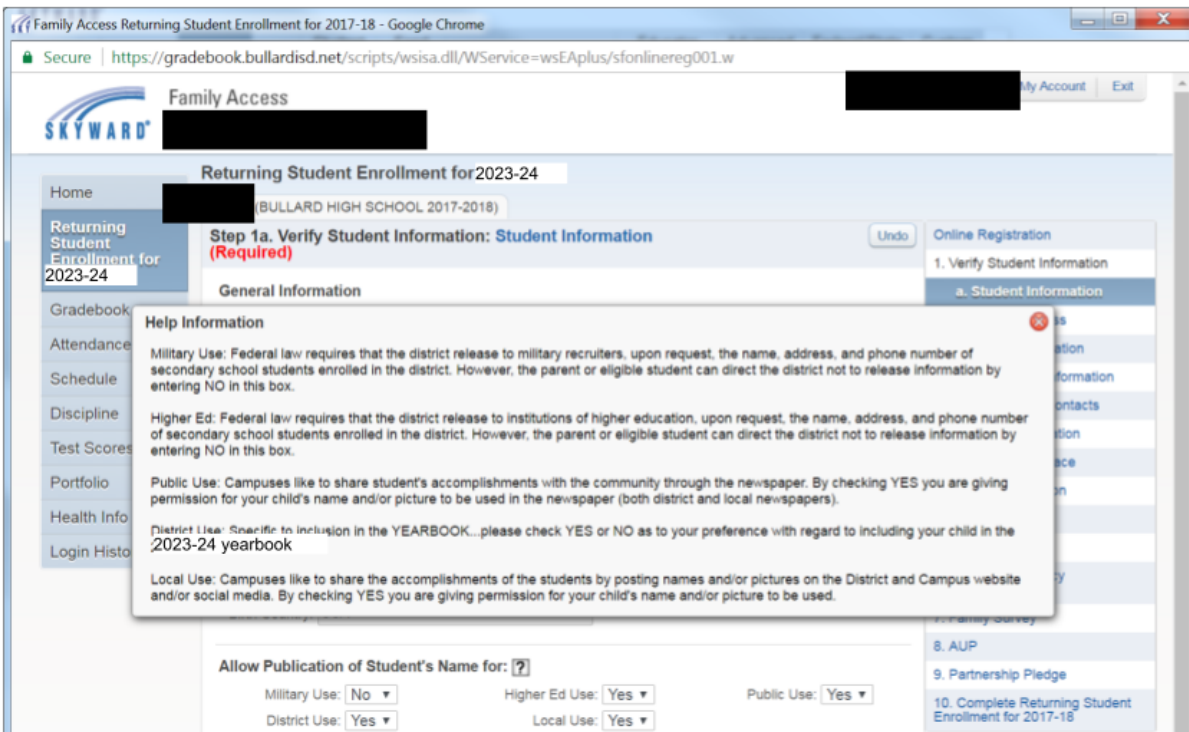 Family Access Returning Student Enrollment for 2017-18 - Google Chrome
Secure | https://gradebook.bullardisd.net/scripts/wsisa.dll/WService=wsEAplus/sfonlinereg001.w
SKYWARD
Family Access
My Account
Exit
Returning Student Enrollment for 2023-24
(BULLARD HIGH SCHOOL 2017-2018)
Home
Returning
Student
Enrollment for
2023-24
Gradebook
Attendance
Schedule
Discipline
Test Scores
Portfolio
Health Info
Login Histo
Step 1a. Verify Student Information: Student Information
(Required)
Undo
General Information
Online Registration
1. Verify Student Information
a. Student Information
Help Information
Military Use: Federal law requires that the district release to military recruiters, upon request, the name, address, and phone number of
secondary school students enrolled in the district. However, the parent or eligible student can direct the district not to release information by
entering NO in this box.
Higher Ed: Federal law requires that the district release to institutions of higher education, upon request, the name, address, and phone number
of secondary school students enrolled in the district. However, the parent or eligible student can direct the district not to release information by
entering NO in this box.
Public Use: Campuses like to share student's accomplishments with the community through the newspaper. By checking YES you are giving
permission for your child's name and/or picture to be used in the newspaper (both district and local newspapers).
District Use: Specific to inclusion in the YEARBOOK...please check YES or NO as to your preference with regard to including your child in the
2023-24 yearbook
Local Use: Campuses like to share the accomplishments of the students by posting names and/or pictures on the District and Campus website
and/or social media. By checking YES you are giving permission for your child's name and/or picture to be used.
ss
ation
formation
ontacts
tion
ace
on
y
7. Family Survey
8. AUP
9. Partnership Pledge
10. Complete Returning Student
Enrollment for 2017-18
Allow Publication of Student's Name for: ?
Military Use: No
Higher Ed Use: Yes
Public Use: Yes
District Use: Yes
Local Use: Yes